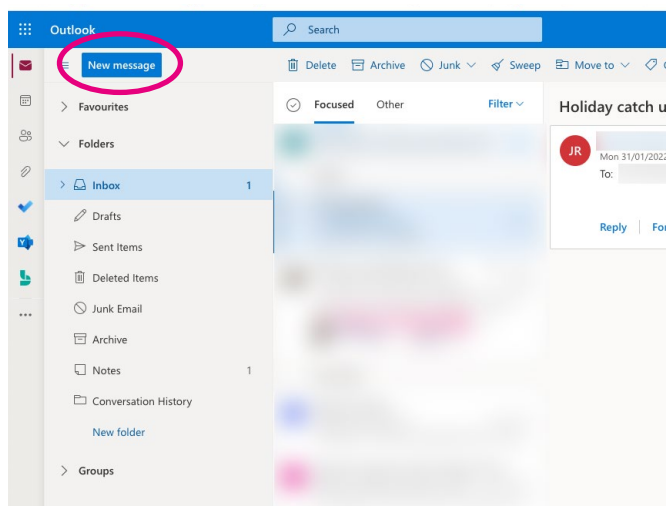 Outlook
Search
New message
Delete Archive Junk Sweep Move to
Favourites
Folders
Inbox 1
Drafts
Sent Items
Deleted Items
Junk Email
Archive
Notes 1
Conversation History
New folder
Groups
Focused Other Filter
Holiday catch u
JR
Mon 31/01/2022
To:
Reply Fo